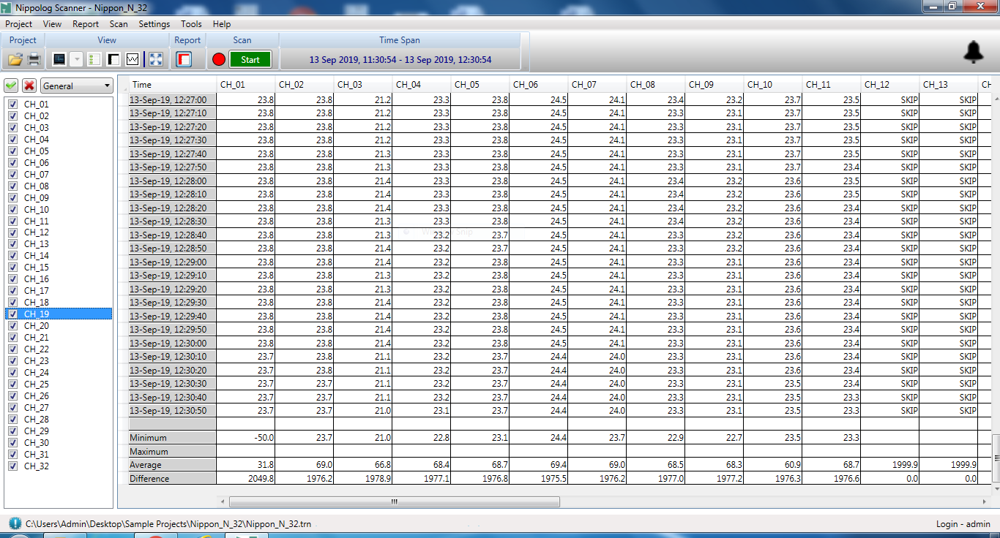 Nippolog Scanner - Nippon_N_32
Project View Report Scan Settings Tools Help
Project View Report Scan Time Span
Start 13 Sep 2019, 11:30:54 - 13 Sep 2019, 12:30:54
General
CH_01
CH_02
CH_03
CH_04
CH_05
CH_06
CH_07
CH_08
CH_09
CH_10
CH_11
CH_12
CH_13
CH_14
CH_15
CH_16
CH_17
CH_18
CH_19
CH_20
CH_21
CH_22
CH_23
CH_24
CH_25
CH_26
CH_27
CH_28
CH_29
CH_30
CH_31
CH_32
Time CH_01 CH_02 CH_03 CH_04 CH_05 CH_06 CH_07 CH_08 CH_09 CH_10 CH_11 CH_12 CH_13 CH
13-Sep-19, 12:27:00 23.8 23.8 21.2 23.3 23.8 24.5 24.1 23.4 23.2 23.7 23.5 SKIP SKIP
13-Sep-19, 12:27:10 23.8 23.8 21.2 23.3 23.8 24.5 24.1 23.3 23.1 23.7 23.5 SKIP SKIP
13-Sep-19, 12:27:20 23.8 23.8 21.2 23.3 23.8 24.5 24.1 23.3 23.1 23.7 23.5 SKIP SKIP
13-Sep-19, 12:27:30 23.8 23.8 21.2 23.3 23.8 24.5 24.1 23.3 23.1 23.7 23.5 SKIP SKIP
13-Sep-19, 12:27:40 23.8 23.8 21.3 23.3 23.8 24.5 24.1 23.3 23.1 23.7 23.5 SKIP SKIP
13-Sep-19, 12:27:50 23.8 23.8 21.3 23.3 23.8 24.5 24.1 23.3 23.1 23.7 23.4 SKIP SKIP
13-Sep-19, 12:28:00 23.8 23.8 21.4 23.3 23.8 24.5 24.1 23.4 23.2 23.6 23.5 SKIP SKIP
13-Sep-19, 12:28:10 23.8 23.8 21.4 23.3 23.8 24.5 24.1 23.4 23.2 23.6 23.5 SKIP SKIP
13-Sep-19, 12:28:20 23.8 23.8 21.4 23.3 23.8 24.5 24.1 23.4 23.2 23.6 23.4 SKIP SKIP
13-Sep-19, 12:28:30 23.8 23.8 21.3 23.3 23.8 24.5 24.1 23.4 23.2 23.6 23.4 SKIP SKIP
13-Sep-19, 12:28:40 23.8 23.8 21.3 23.2 23.7 24.5 24.1 23.3 23.2 23.6 23.4 SKIP SKIP
13-Sep-19, 12:28:50 23.8 23.8 21.4 23.2 23.7 24.5 24.1 23.3 23.2 23.6 23.4 SKIP SKIP
13-Sep-19, 12:29:00 23.8 23.8 21.4 23.2 23.8 24.5 24.1 23.3 23.1 23.6 23.4 SKIP SKIP
13-Sep-19, 12:29:10 23.8 23.8 21.3 23.2 23.8 24.5 24.1 23.3 23.1 23.6 23.4 SKIP SKIP
13-Sep-19, 12:29:20 23.8 23.8 21.3 23.2 23.8 24.5 24.1 23.3 23.1 23.6 23.4 SKIP SKIP
13-Sep-19, 12:29:30 23.8 23.8 21.4 23.2 23.8 24.5 24.1 23.3 23.1 23.6 23.4 SKIP SKIP
13-Sep-19, 12:29:40 23.8 23.8 21.4 23.2 23.8 24.5 24.1 23.3 23.1 23.6 23.4 SKIP SKIP
13-Sep-19, 12:29:50 23.8 23.8 21.4 23.2 23.8 24.5 24.1 23.3 23.1 23.6 23.4 SKIP SKIP
13-Sep-19, 12:30:00 23.8 23.8 21.4 23.2 23.8 24.5 24.1 23.3 23.1 23.6 23.4 SKIP SKIP
13-Sep-19, 12:30:10 23.7 23.8 21.1 23.2 23.7 24.4 24.0 23.3 23.1 23.6 23.4 SKIP SKIP
13-Sep-19, 12:30:20 23.7 23.8 21.1 23.2 23.7 24.4 24.0 23.3 23.1 23.6 23.4 SKIP SKIP
13-Sep-19, 12:30:30 23.7 23.7 21.1 23.2 23.7 24.4 24.0 23.3 23.1 23.5 23.4 SKIP SKIP
13-Sep-19, 12:30:40 23.7 23.7 21.1 23.2 23.7 24.4 24.0 23.3 23.1 23.5 23.3 SKIP SKIP
13-Sep-19, 12:30:50 23.7 23.7 21.0 23.1 23.7 24.4 24.0 23.3 23.1 23.5 23.3 SKIP SKIP
Minimum -50.0 23.7 21.0 22.8 23.1 24.4 23.7 22.9 22.7 23.5 23.3
Maximum
Average 31.8 69.0 66.8 68.4 68.7 69.4 69.0 68.5 68.3 60.9 68.7 1999.9 1999.9
Difference 2049.8 1976.2 1978.9 1977.1 1976.8 1975.5 1976.2 1977.0 1977.2 1976.3 1976.6 0.0 0.0
C:\Users\Admin\Desktop\Sample Projects\Nippon_N_32\Nippon_N_32.trn
Login - admin